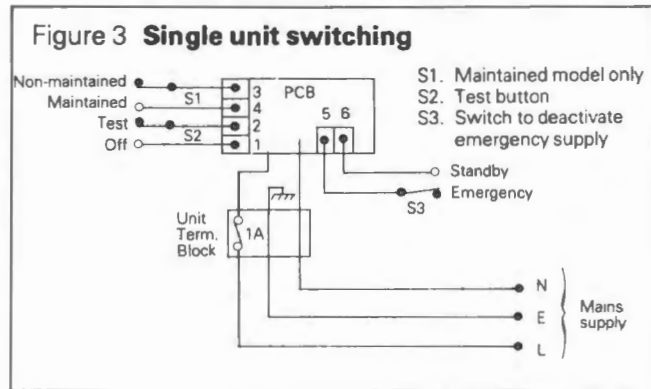 Figure 3 Single unit switching
Non-maintained
S1
Maintained
Test
S2
Off
3
4
2
1
PCB
5 6
S1. Maintained model only
S2. Test button
S3. Switch to deactivate
emergency supply
Standby
Emergency
S3
Unit
Term.
Block
1A
N
E
L
Mains
supply